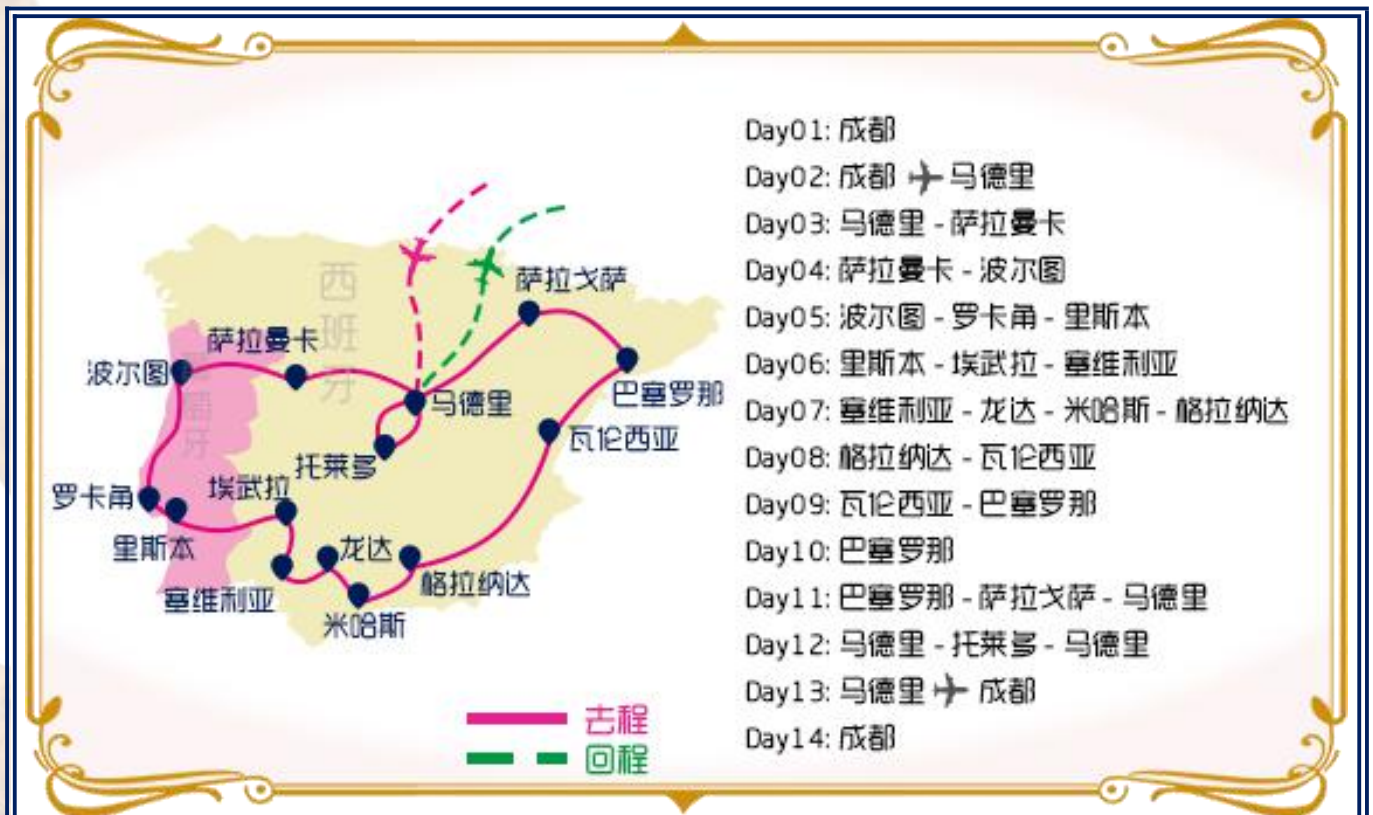 Day01: 成都
Day02: 成都 马德里
Day03: 马德里 - 萨拉曼卡
Day04: 萨拉曼卡 - 波尔图
Day05: 波尔图 - 罗卡角 - 里斯本
Day06: 里斯本 - 埃武拉 - 塞维利亚
Day07: 塞维利亚 - 龙达 - 米哈斯 - 格拉纳达
Day08: 格拉纳达 - 瓦伦西亚
Day09: 瓦伦西亚 - 巴塞罗那
Day10: 巴塞罗那
Day11: 巴塞罗那 - 萨拉戈萨 - 马德里
Day12: 马德里 - 托莱多 - 马德里
Day13: 马德里 成都
Day14: 成都
西班牙
萨拉戈萨
萨拉曼卡
波尔图
牙
马德里
巴塞罗那
瓦伦西亚
托莱多
罗卡角
埃武拉
里斯本
龙达
塞维利亚
格拉纳达
米哈斯
去程
回程